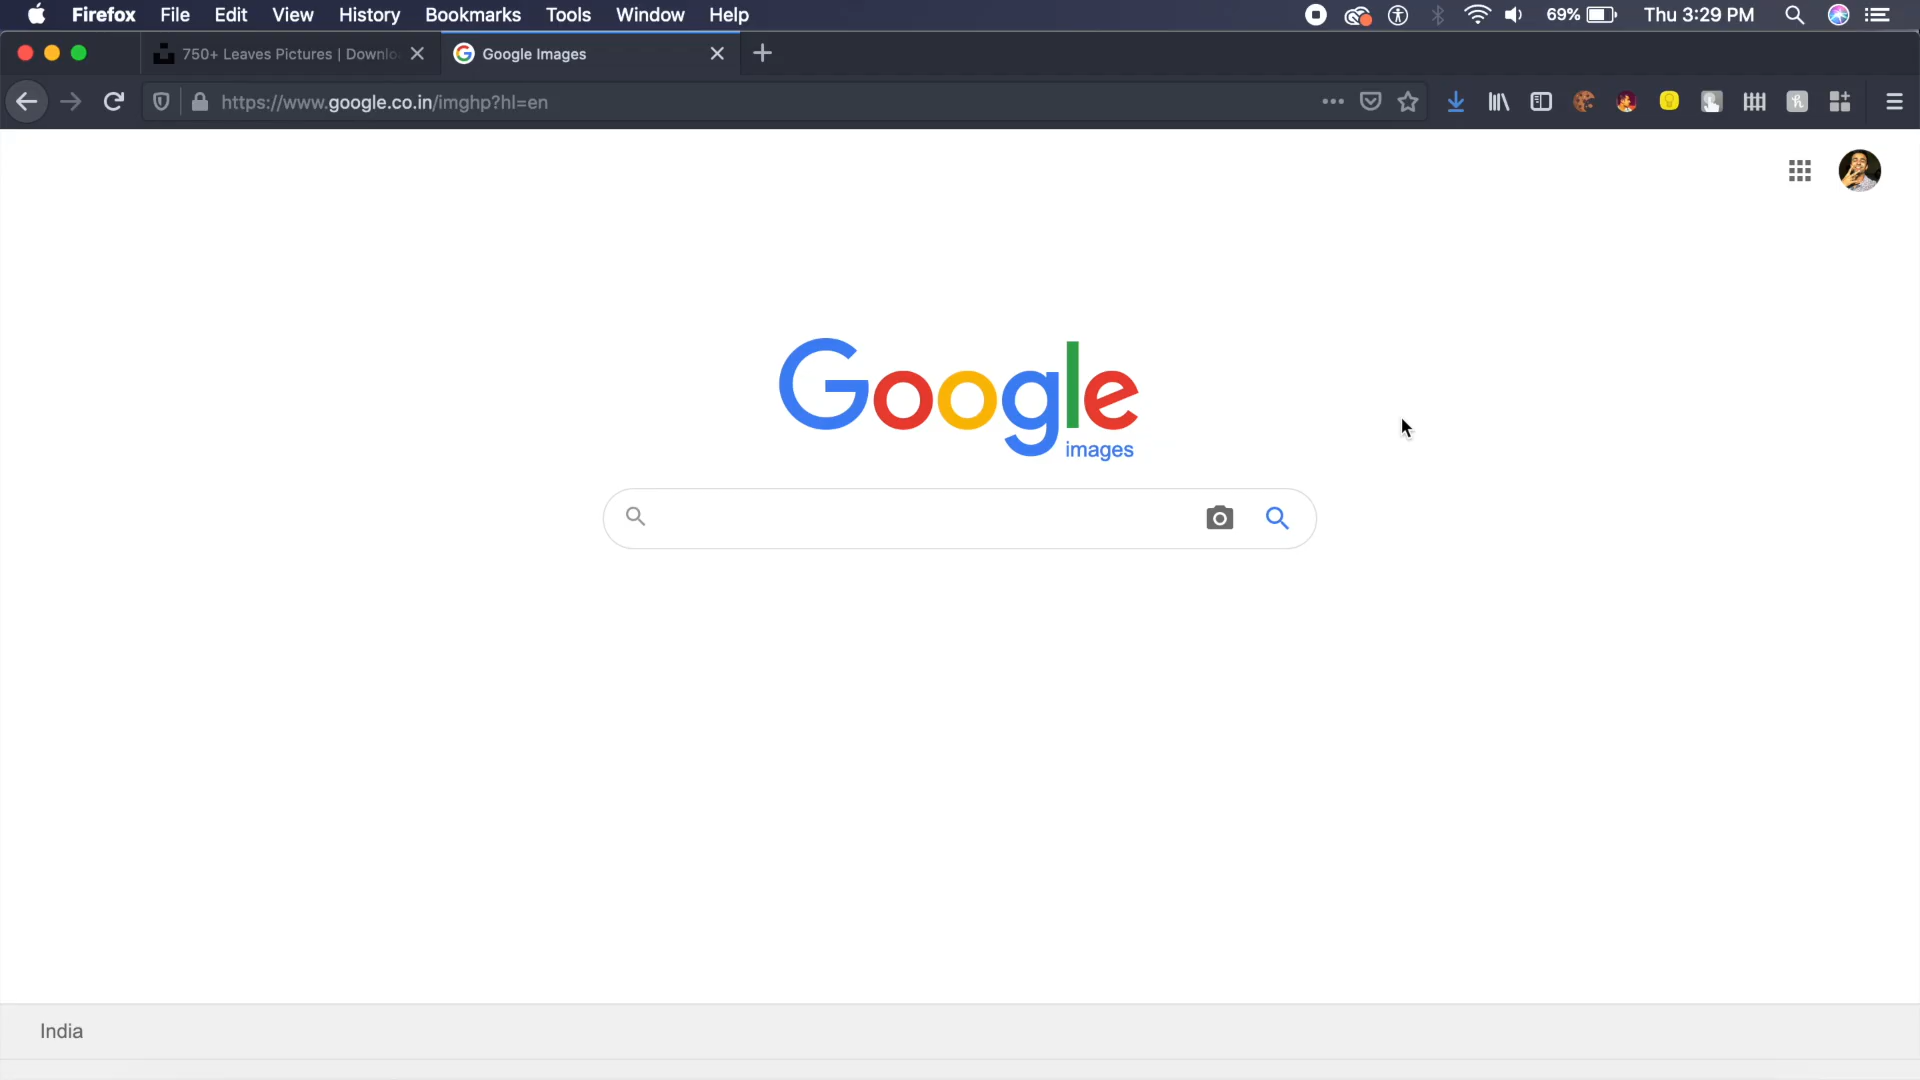 Firefox File Edit View History Bookmarks Tools Window Help 69% Thu 3:29 PM
750+ Leaves Pictures | Downlo Google Images
https://www.google.co.in/imghp?hl=en
Google
images
India